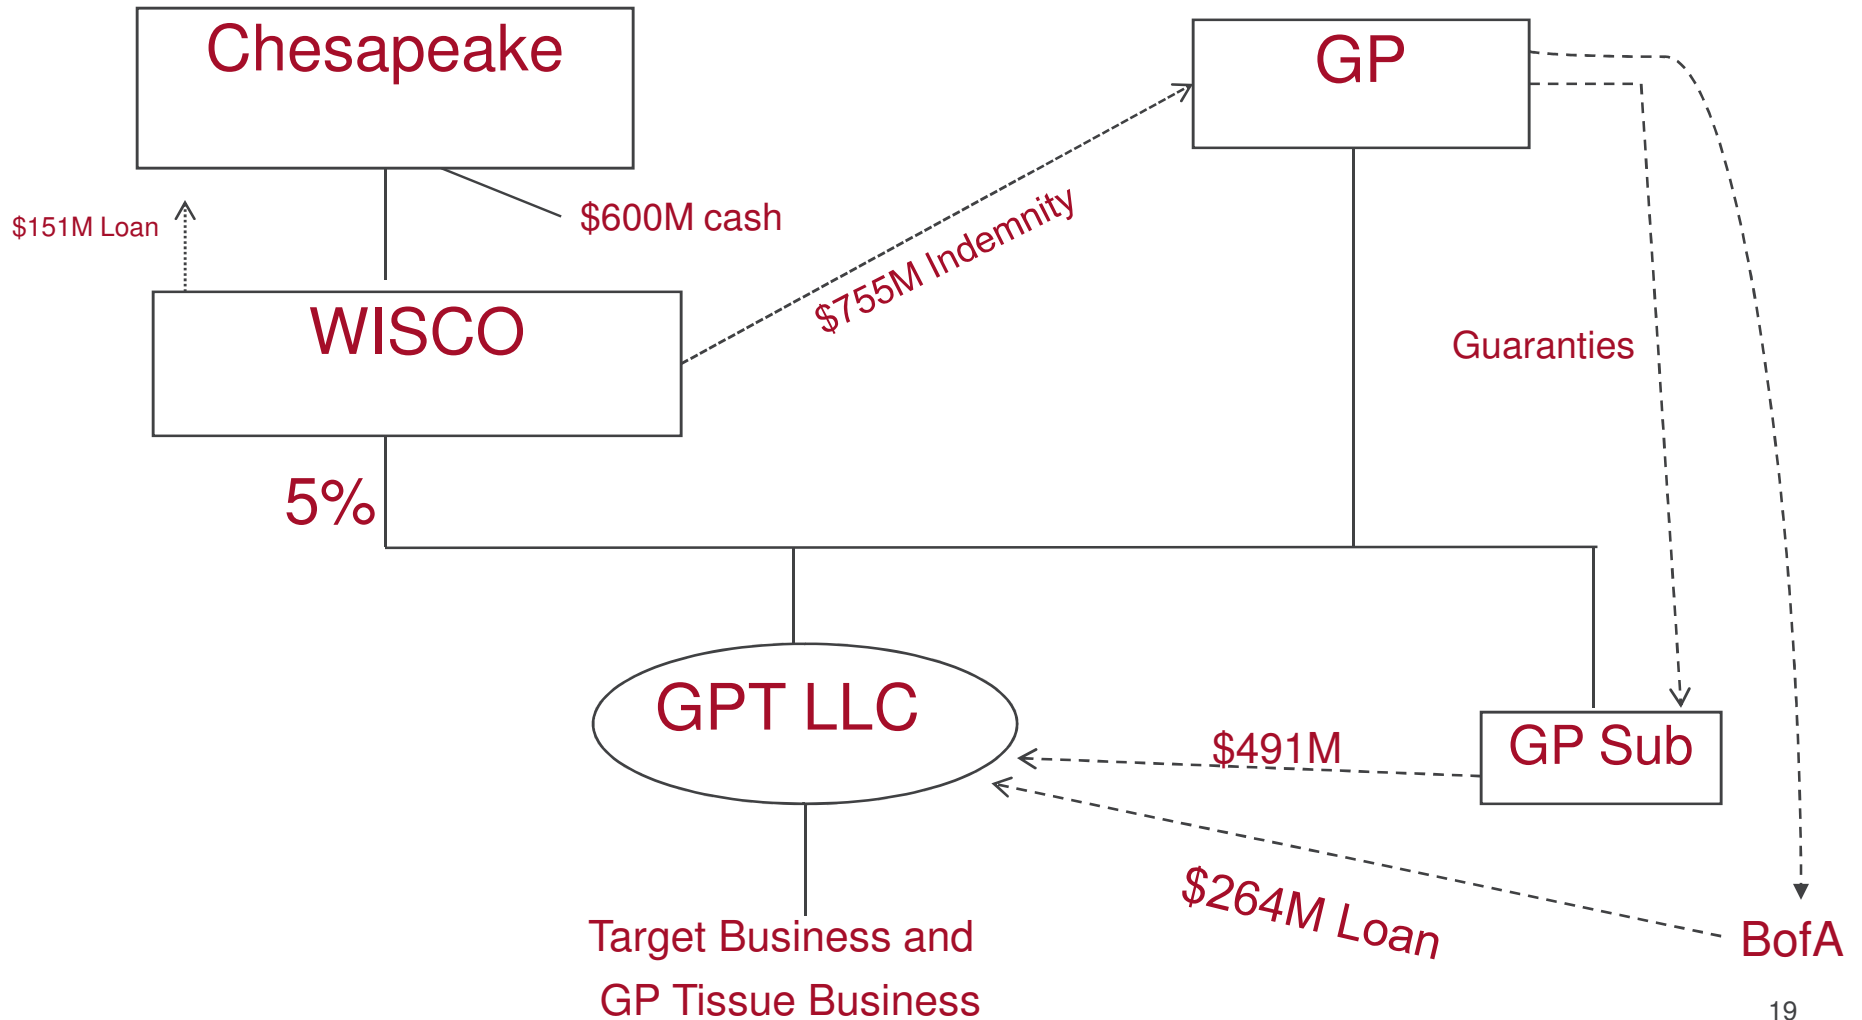 Chesapeake
GP
$151M Loan
$600M cash
$755M Indemnity
WISCO
Guaranties
5%
GPT LLC
$491M
GP Sub
$264M Loan
BofA
Target Business and
GP Tissue Business
19